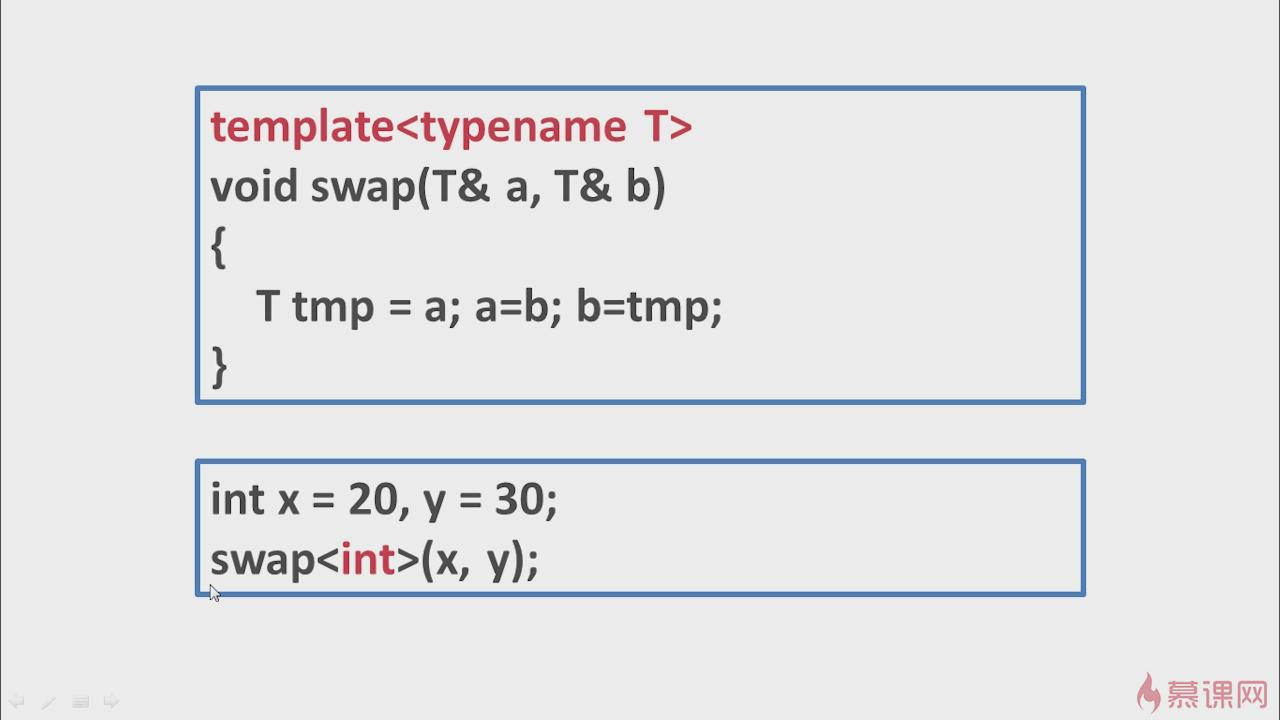 template<typename T>
void swap(T& a, T& b)
{
T tmp = a; a=b; b=tmp;
}
int x = 20, y = 30;
swap<int>(x, y);
慕课网